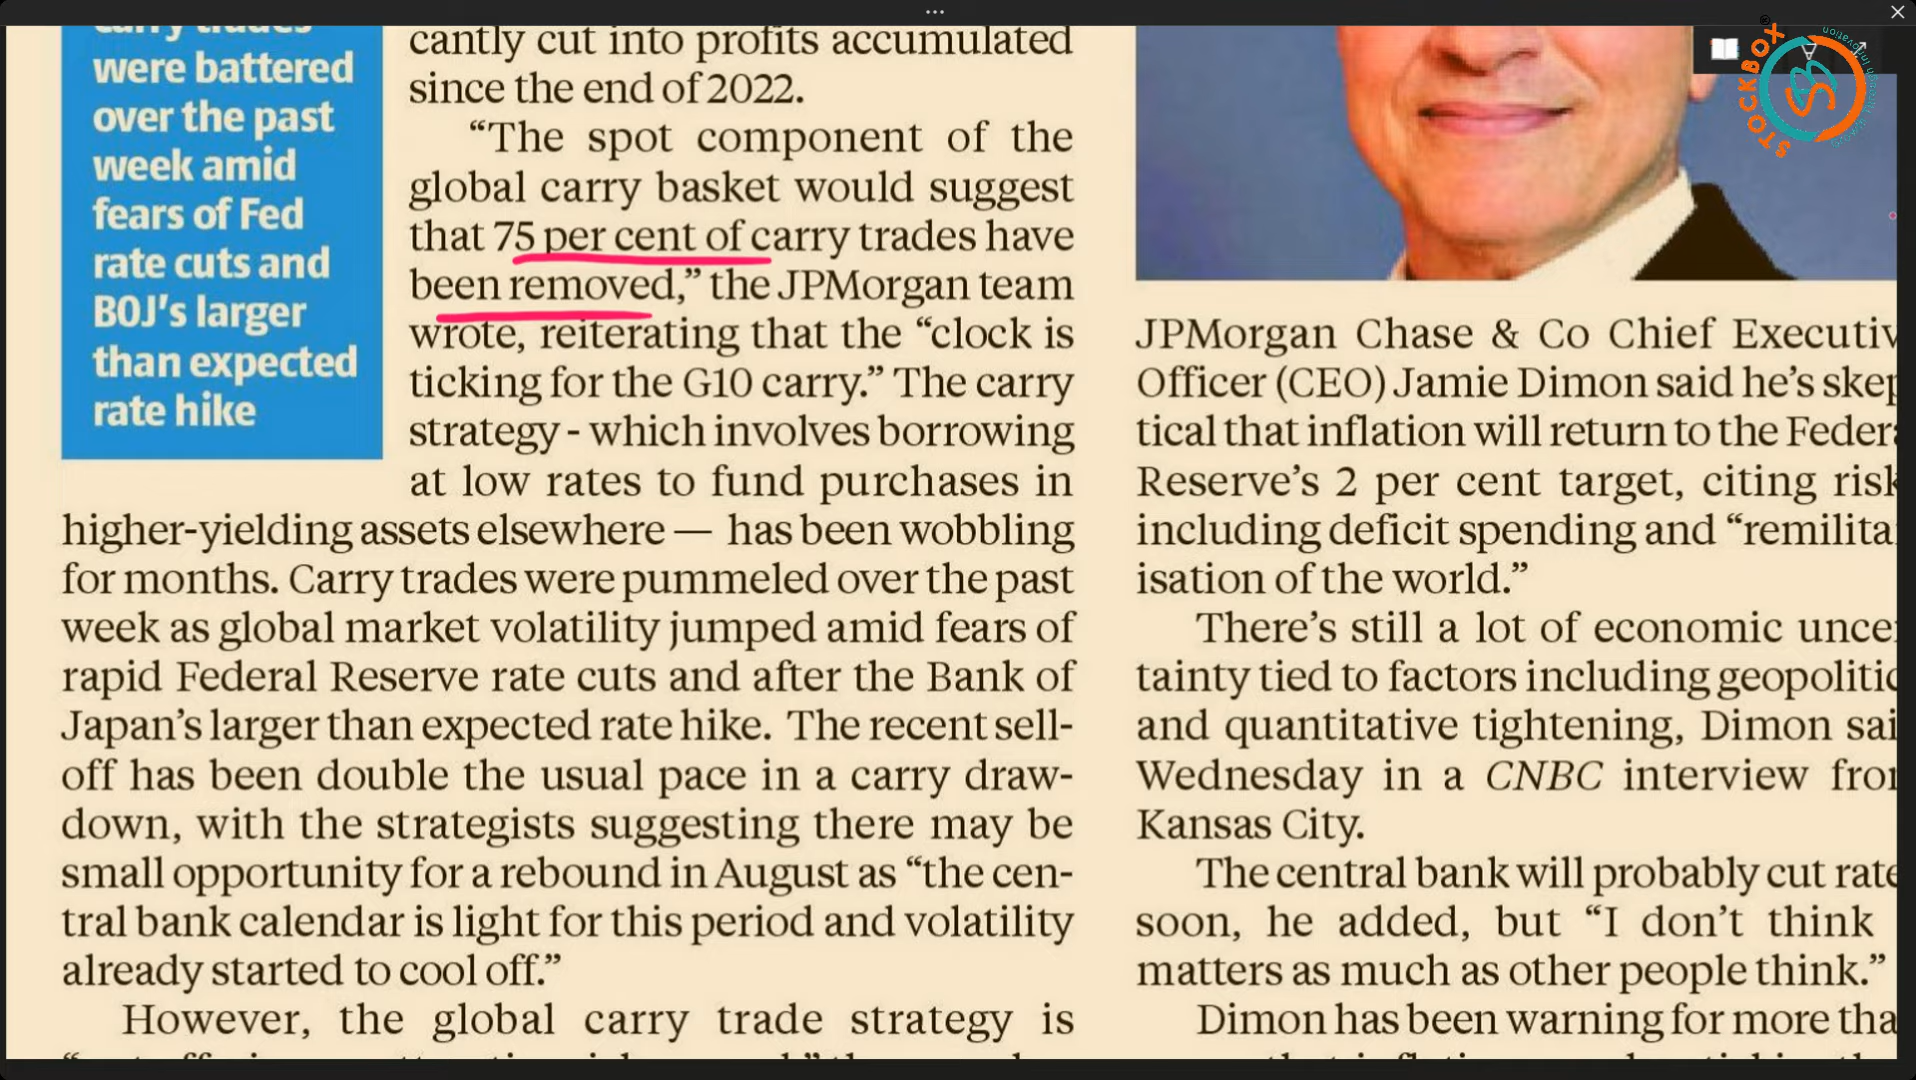 were battered
over the past
week amid
fears of Fed
rate cuts and
BOJ's larger
than expected
rate hike
cantly cut into profits accumulated
since the end of 2022.
“The spot component of the
global carry basket would suggest
that 75 per cent of carry trades have
been removed,” the JPMorgan team
wrote, reiterating that the “clock is
ticking for the G10 carry.” The carry
strategy - which involves borrowing
at low rates to fund purchases in
higher-yielding assets elsewhere — has been wobbling
for months. Carry trades were pummeled over the past
week as global market volatility jumped amid fears of
rapid Federal Reserve rate cuts and after the Bank of
Japan’s larger than expected rate hike. The recent sell-
off has been double the usual pace in a carry draw-
down, with the strategists suggesting there may be
small opportunity for a rebound in August as “the cen-
tral bank calendar is light for this period and volatility
already started to cool off.”
However, the global carry trade strategy is
JPMorgan Chase & Co Chief Executiv
Officer (CEO) Jamie Dimon said he’s skep
tical that inflation will return to the Federa
Reserve’s 2 per cent target, citing risk
including deficit spending and “remilita
isation of the world.”
There’s still a lot of economic uncer
tainty tied to factors including geopolitic
and quantitative tightening, Dimon sai
Wednesday in a CNBC interview from
Kansas City.
The central bank will probably cut rate
soon, he added, but “I don’t think
matters as much as other people think.”
Dimon has been warning for more tha
STOCKBOX